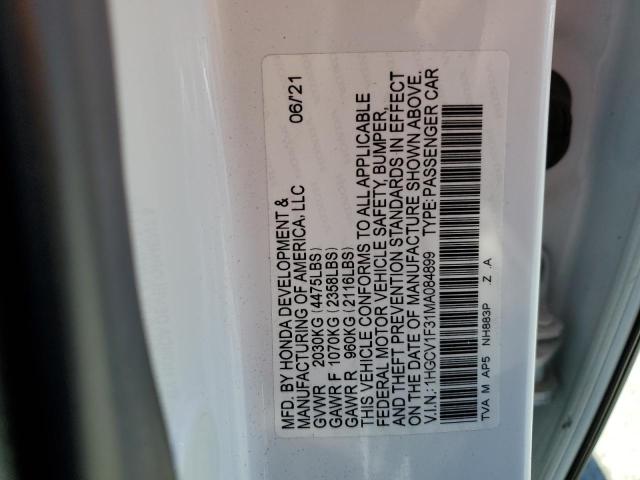 MFD. BY HONDA DEVELOPMENT & 06/21
MANUFACTURING OF AMERICA, LLC
GVWR 2030KG (4475LBS)
GAWR F 1070KG (2358LBS)
GAWR R 960KG (2116LBS)
THIS VEHICLE CONFORMS TO ALL APPLICABLE
FEDERAL MOTOR VEHICLE SAFETY, BUMPER,
AND THEFT PREVENTION STANDARDS IN EFFECT
ON THE DATE OF MANUFACTURE SHOWN ABOVE.
V.I.N.:1HGCV1F31MA084899 TYPE:PASSENGER CAR
TVA M AP5 NH883P Z .A